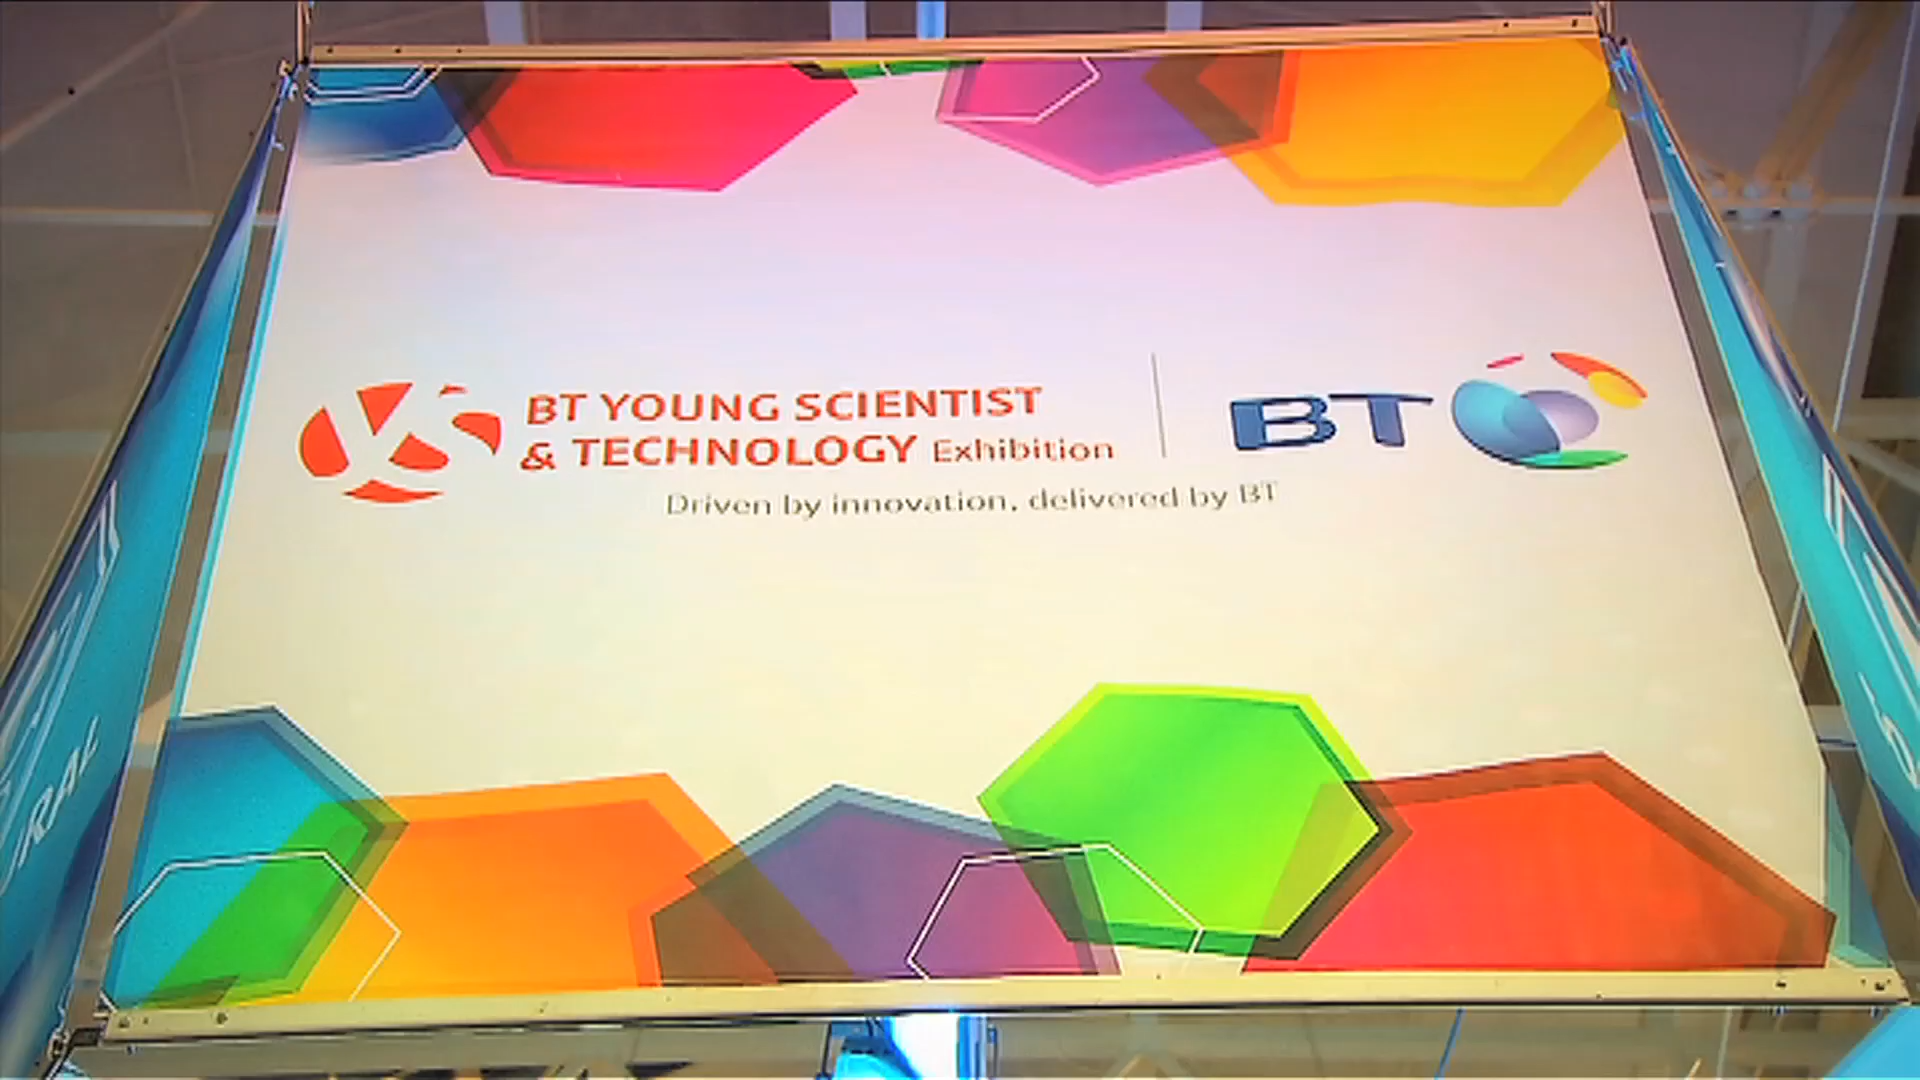 BT YOUNG SCIENTIST
& TECHNOLOGY Exhibition
Driven by innovation, delivered by BT
BT